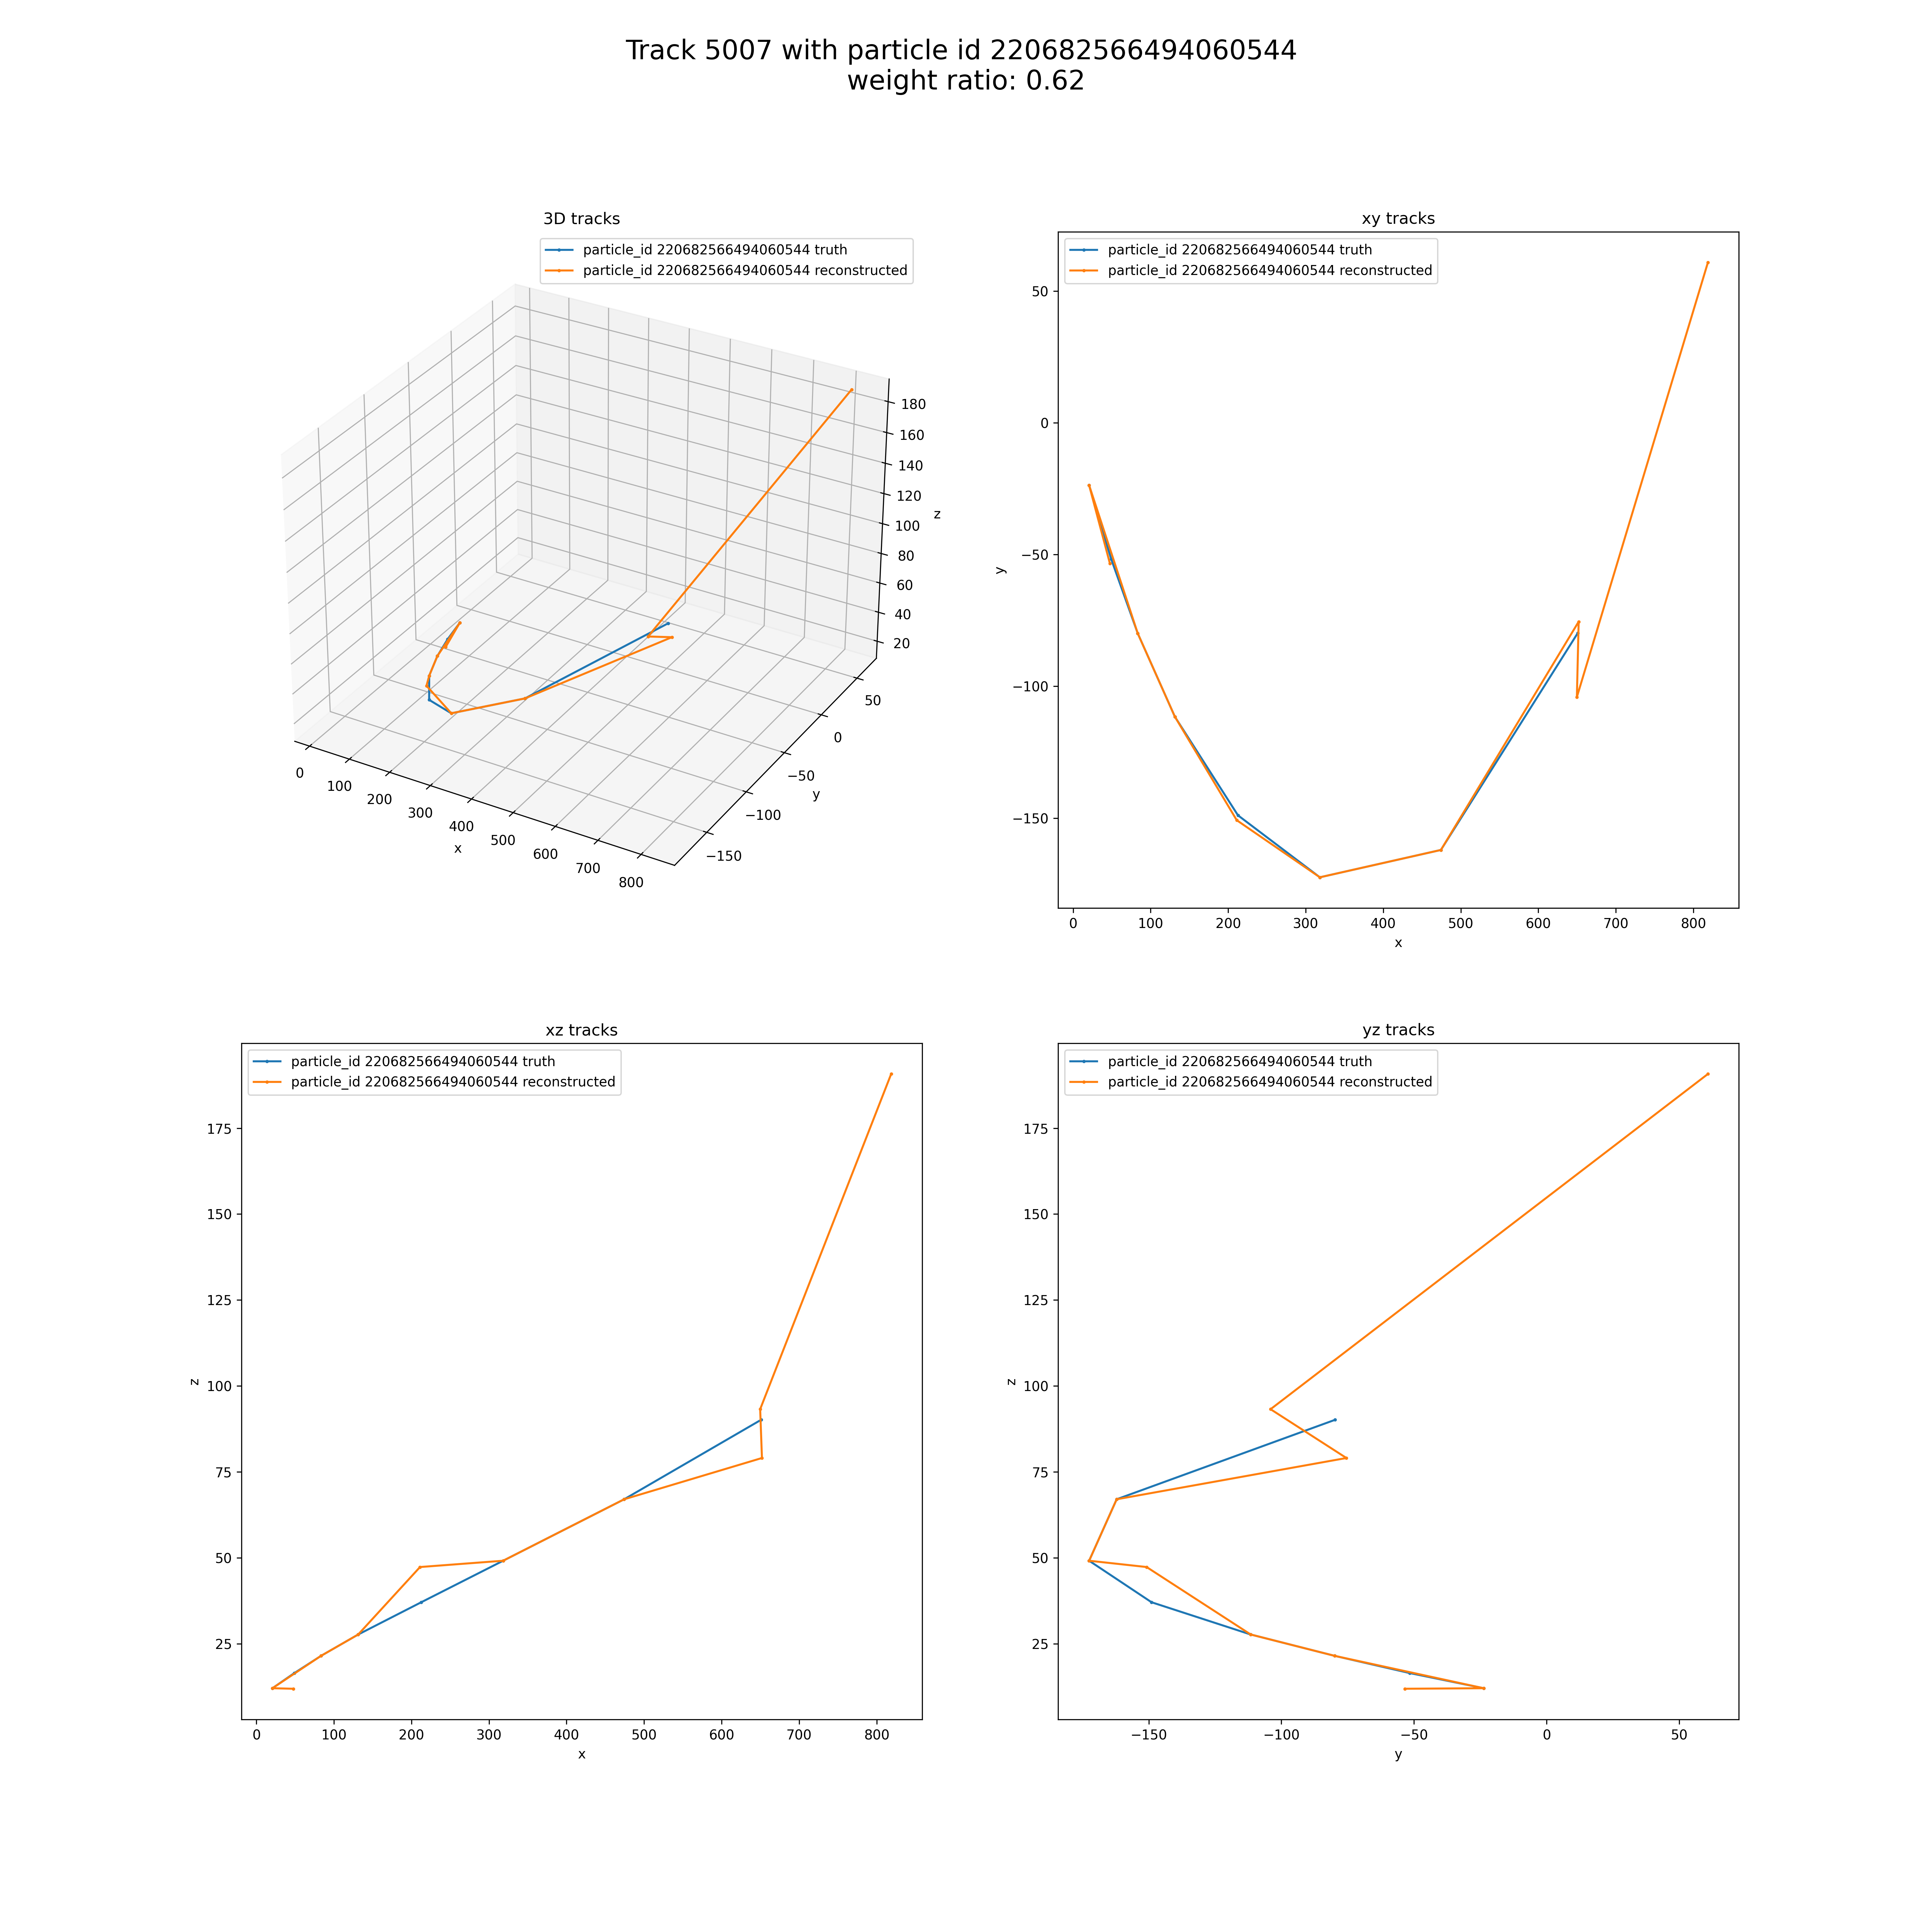 Track 5007 with particle id 220682566494060544
weight ratio: 0.62
3D tracks
particle_id 220682566494060544 truth
particle_id 220682566494060544 reconstructed
180
160
140
120
100
80
60
40
20
z
50
0
−50
−100
−150
y
0
100
200
300
400
500
600
700
800
x
xy tracks
particle_id 220682566494060544 truth
particle_id 220682566494060544 reconstructed
50
0
−50
−100
−150
y
0 100 200 300 400 500 600 700 800
x
xz tracks
particle_id 220682566494060544 truth
particle_id 220682566494060544 reconstructed
175
150
125
100
75
50
25
z
0 100 200 300 400 500 600 700 800
x
yz tracks
particle_id 220682566494060544 truth
particle_id 220682566494060544 reconstructed
175
150
125
100
75
50
25
z
−150 −100 −50 0 50
y